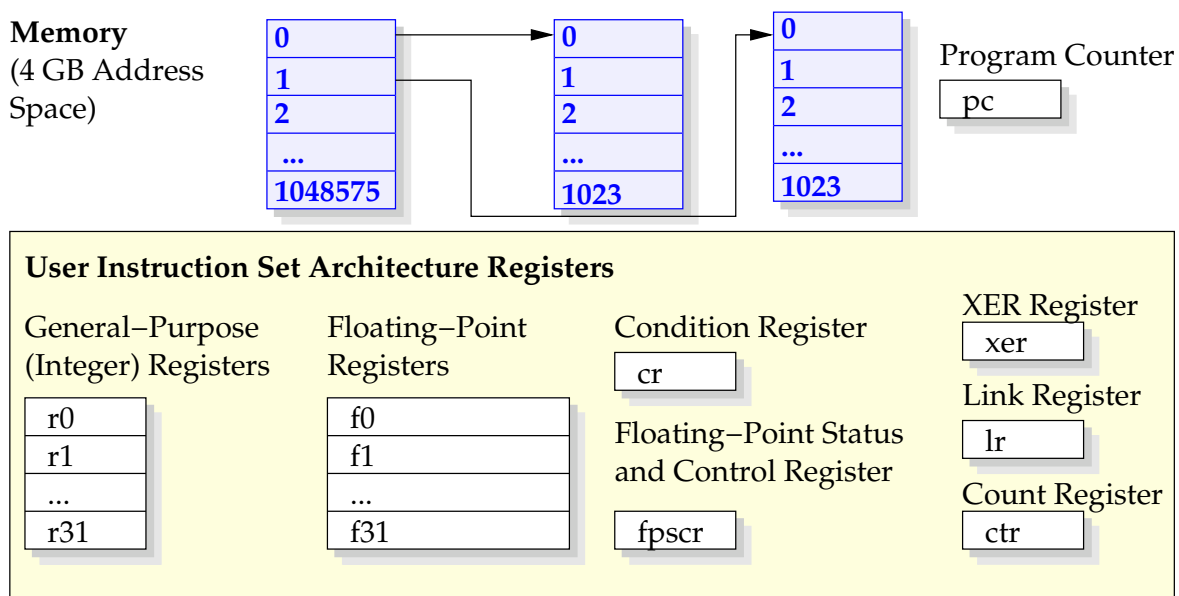 Memory
(4 GB Address
Space)
0
1
2
...
1048575
0
1
2
...
1023
0
1
2
...
1023
Program Counter
pc
User Instruction Set Architecture Registers
General−Purpose
(Integer) Registers
r0
r1
...
r31
Floating−Point
Registers
f0
f1
...
f31
Condition Register
cr
Floating−Point Status
and Control Register
fpscr
XER Register
xer
Link Register
lr
Count Register
ctr